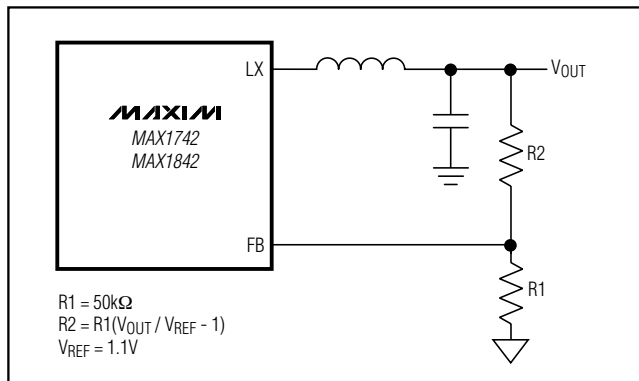 LX
VOUT
MAXIM
MAX1742
MAX1842
R2
FB
R1
R1 = 50kΩ
R2 = R1(VOUT / VREF - 1)
VREF = 1.1V